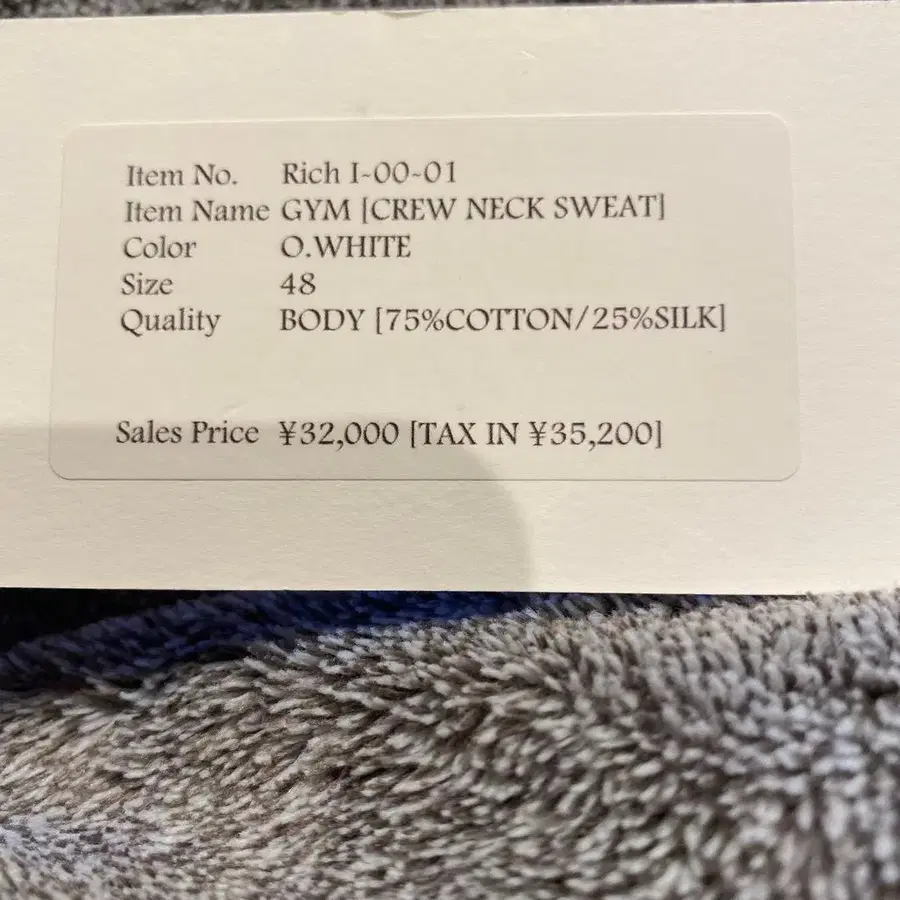 Item No. Rich I-00-01
Item Name GYM [CREW NECK SWEAT]
Color O.WHITE
Size 48
Quality BODY [75%COTTON/25%SILK]
Sales Price ¥32,000 [TAX IN ¥35,200]